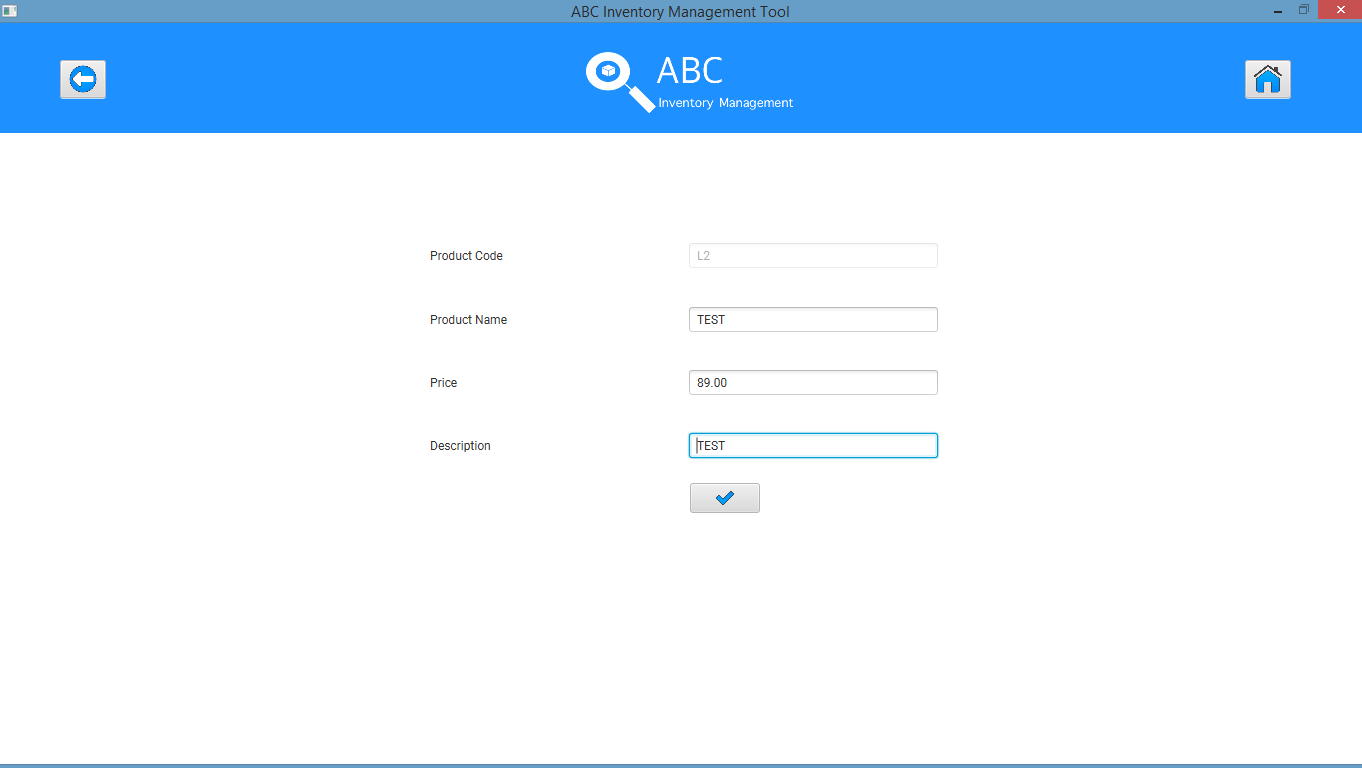 ABC Inventory Management Tool
ABC
Inventory Management
Product Code L2
Product Name TEST
Price 89.00
Description TEST